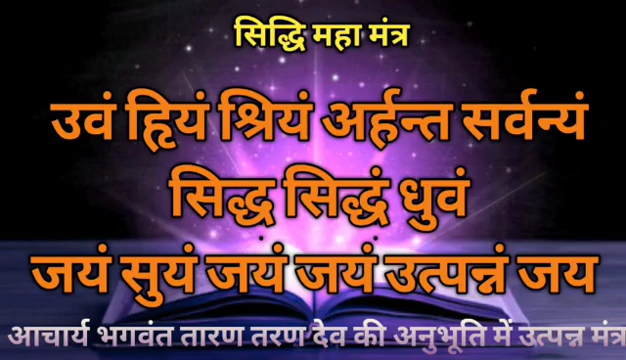 सिद्धि महा मंत्र
उवं ह्रियं श्रियं अर्हन्त सर्वन्यं
सिद्ध सिद्धं धुवं
जयं सुयं जयं जयं उत्पन्नं जय
आचार्य भगवंत तारण तरण देव की अनुभूति में उत्पन्न मंत्र